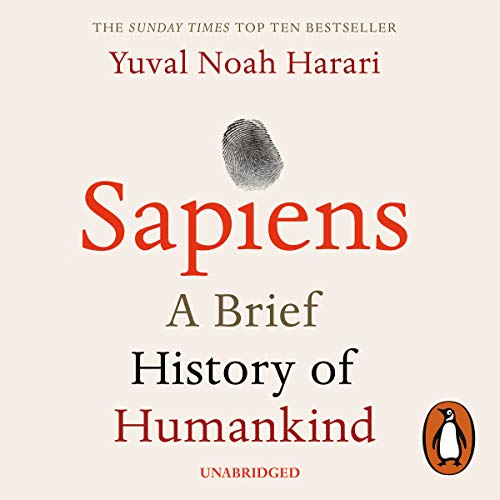 THE SUNDAY TIMES TOP TEN BESTSELLER
Yuval Noah Harari
Sapiens
A Brief
History of
Humankind
UNABRIDGED